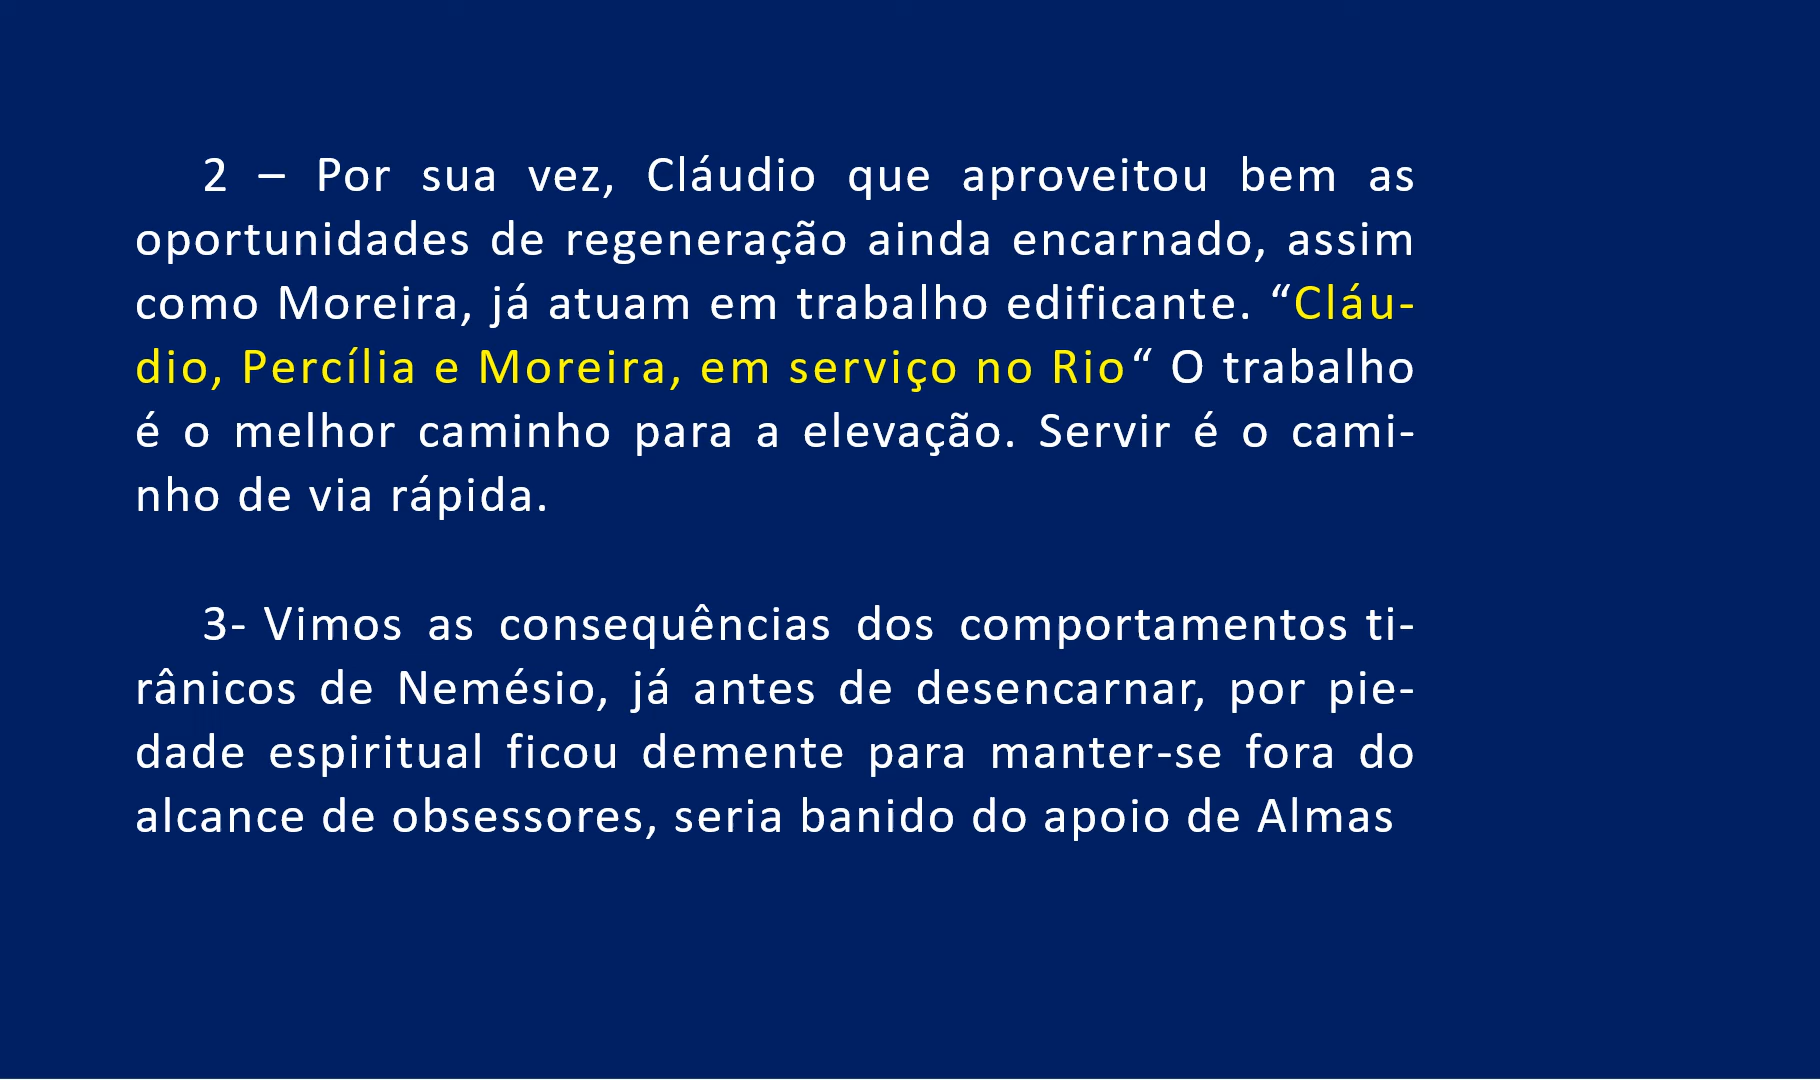 2 – Por sua vez, Cláudio que aproveitou bem as
oportunidades de regeneração ainda encarnado, assim
como Moreira, já atuam em trabalho edificante. “Cláu-
dio, Percília e Moreira, em serviço no Rio“ O trabalho
é o melhor caminho para a elevação. Servir é o cami-
nho de via rápida.
3- Vimos as consequências dos comportamentos ti-
rânicos de Nemésio, já antes de desencarnar, por pie-
dade espiritual ficou demente para manter-se fora do
alcance de obsessores, seria banido do apoio de Almas